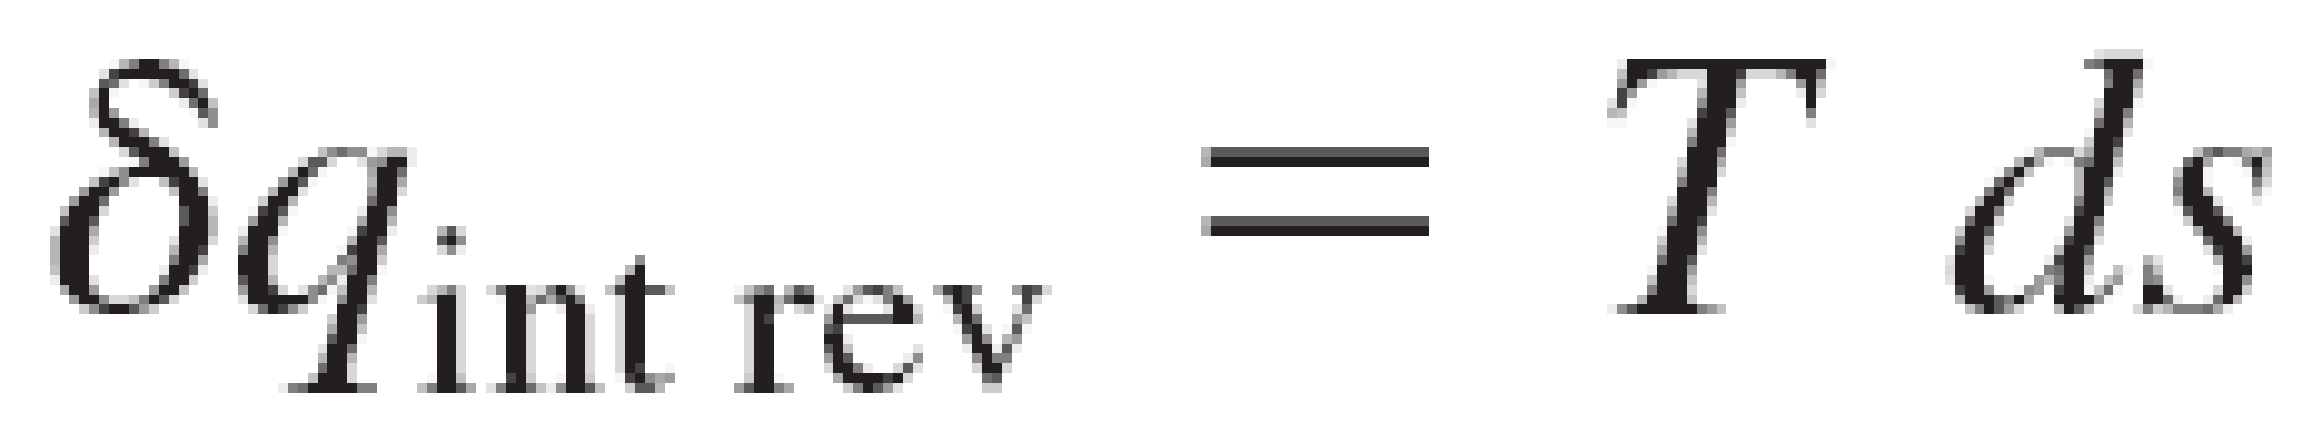 δq_int rev = T ds